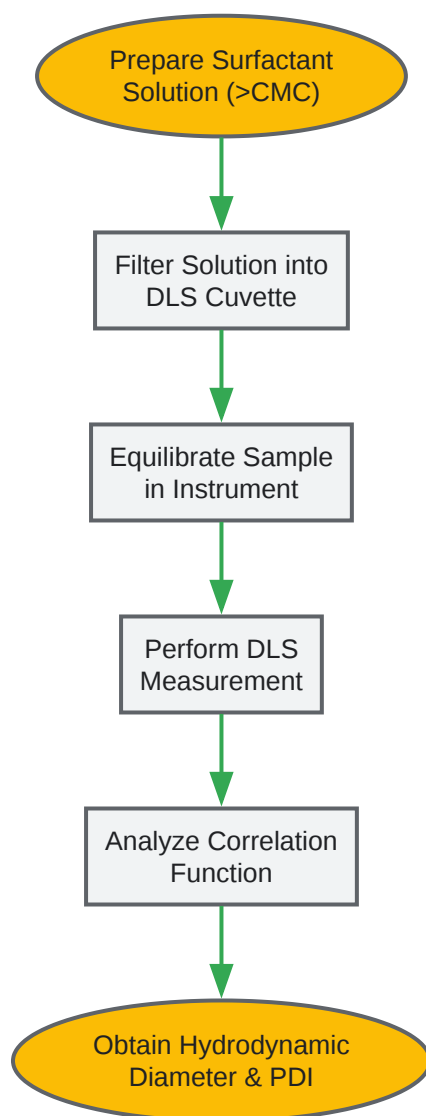 Prepare Surfactant
Solution (>CMC)
Filter Solution into
DLS Cuvette
Equilibrate Sample
in Instrument
Perform DLS
Measurement
Analyze Correlation
Function
Obtain Hydrodynamic
Diameter & PDI